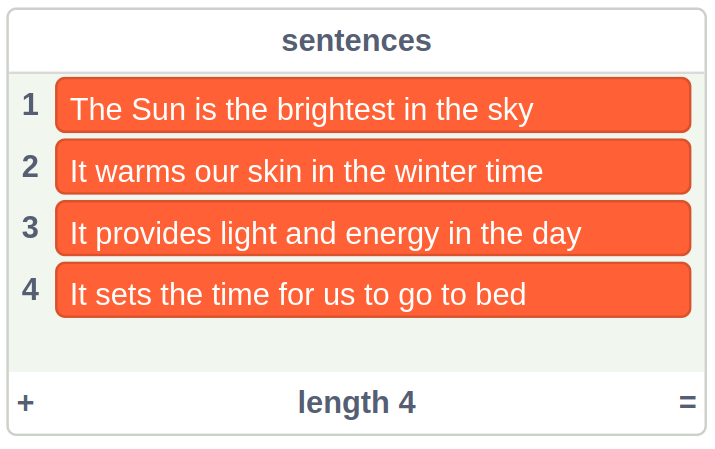 sentences
1 The Sun is the brightest in the sky
2 It warms our skin in the winter time
3 It provides light and energy in the day
4 It sets the time for us to go to bed
+ length 4 =